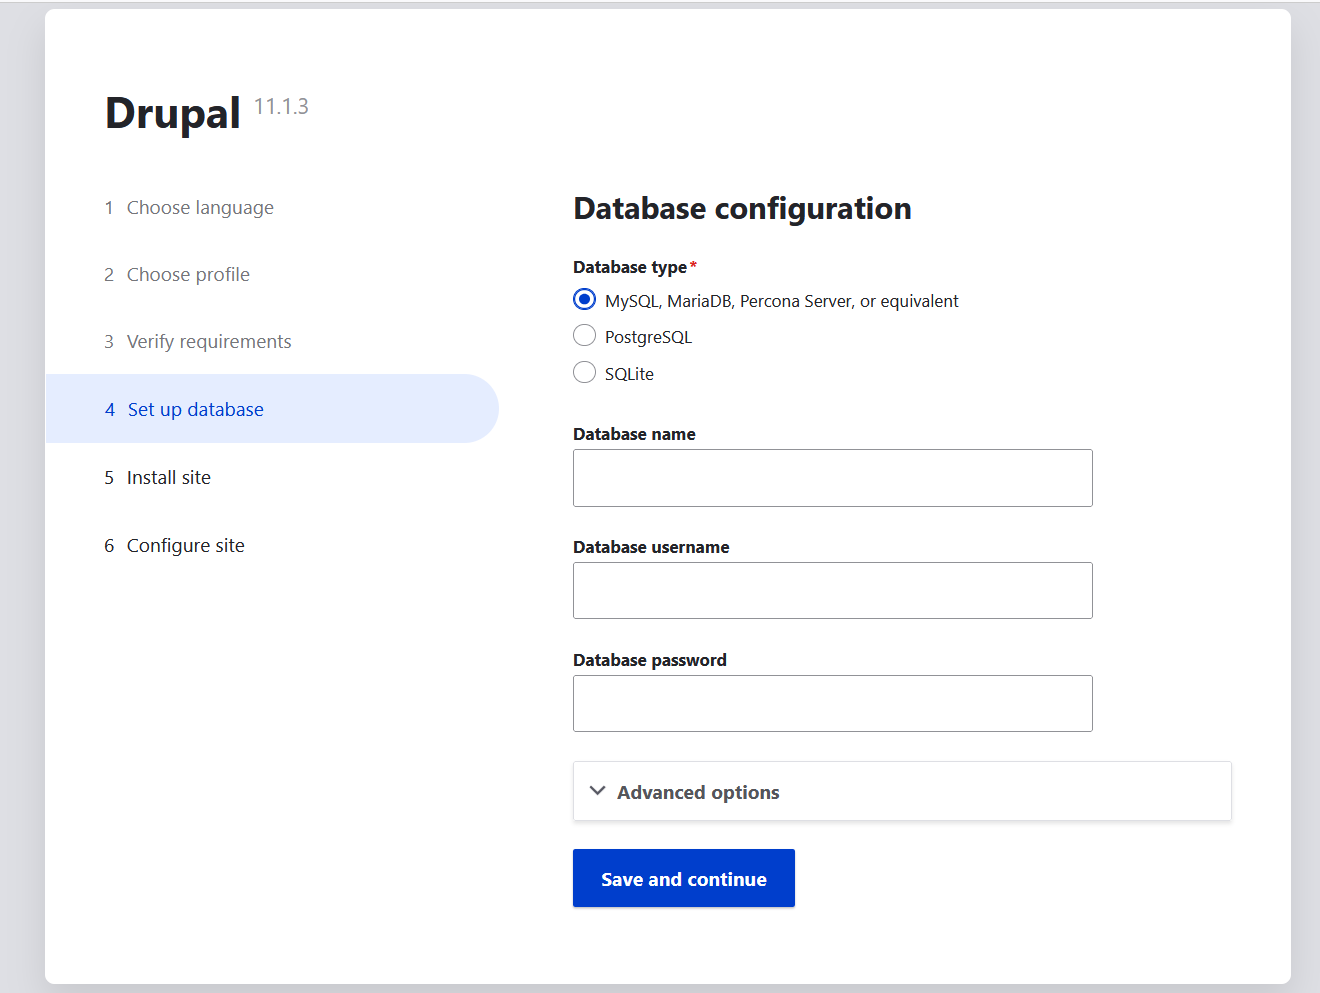 Drupal 11.1.3
1 Choose language
2 Choose profile
3 Verify requirements
4 Set up database
5 Install site
6 Configure site
Database configuration
Database type*
MySQL, MariaDB, Percona Server, or equivalent
PostgreSQL
SQLite
Database name
Database username
Database password
Advanced options
Save and continue